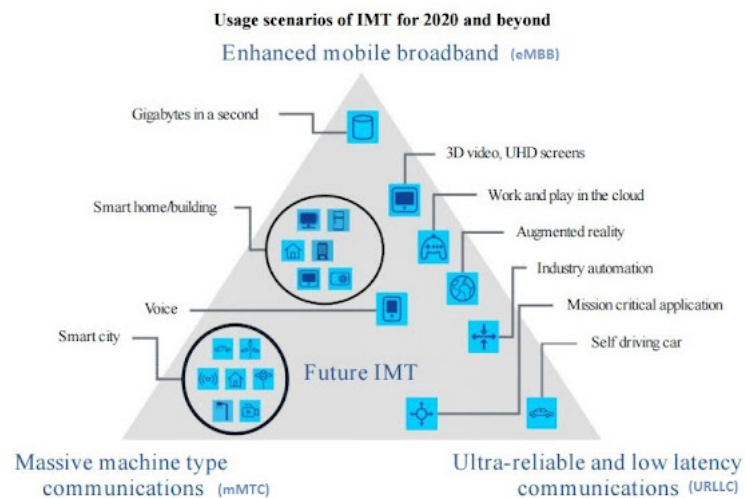 Usage scenarios of IMT for 2020 and beyond
Enhanced mobile broadband (eMBB)
Gigabytes in a second
3D video, UHD screens
Work and play in the cloud
Smart home/building
Augmented reality
Industry automation
Voice
Mission critical application
Smart city
Self driving car
Future IMT
Massive machine type
communications (mMTC)
Ultra-reliable and low latency
communications (URLLC)